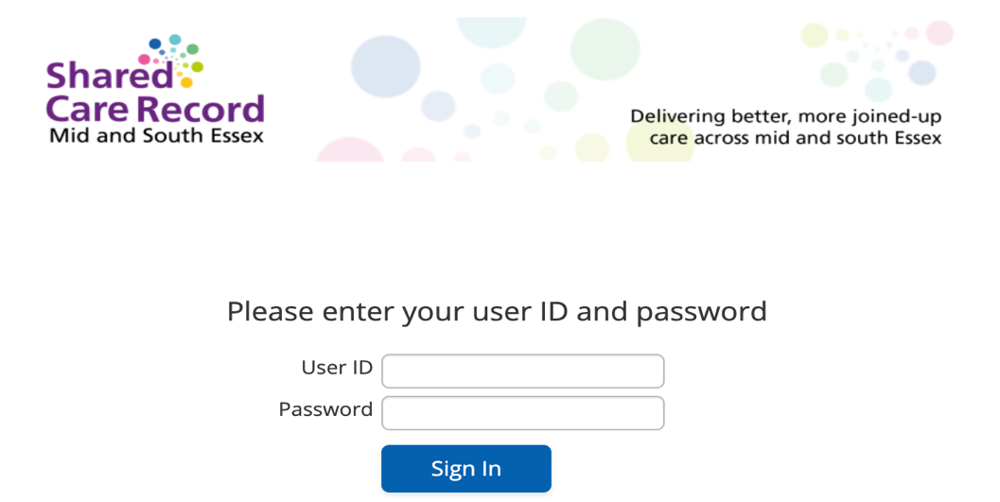 Shared
Care Record
Mid and South Essex
Delivering better, more joined-up
care across mid and south Essex
Please enter your user ID and password
User ID
Password
Sign In